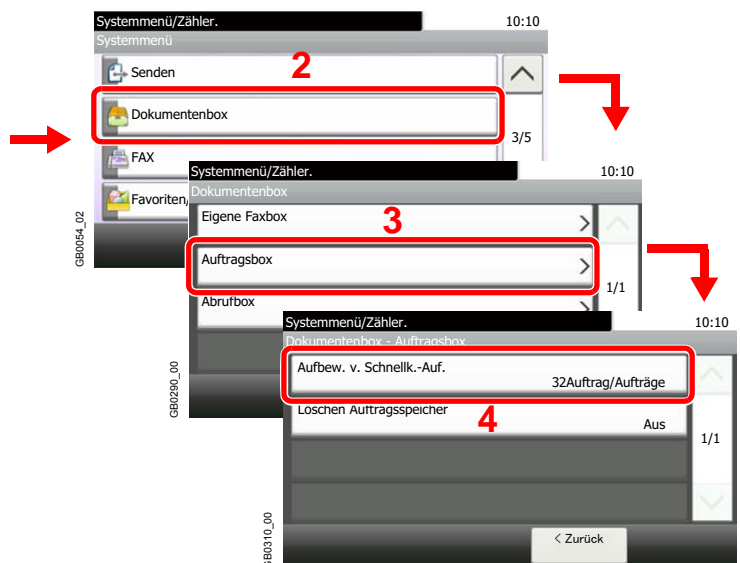 Systemmenü/Zähler.
10:10
Systemmenü
2
Senden
Dokumentenbox
3/5
FAX
Favoriten/
GB0054_02
Systemmenü/Zähler.
10:10
Dokumentenbox
3
Eigene Faxbox
Auftragsbox
1/1
Abrufbox
GB0290_00
Systemmenü/Zähler.
10:10
Dokumentenbox - Auftragsbox
Aufbew. v. Schnellk.-Auf.
32Auftrag/Aufträge
4
Löschen Auftragsspeicher
Aus
1/1
GB0310_00
< Zurück